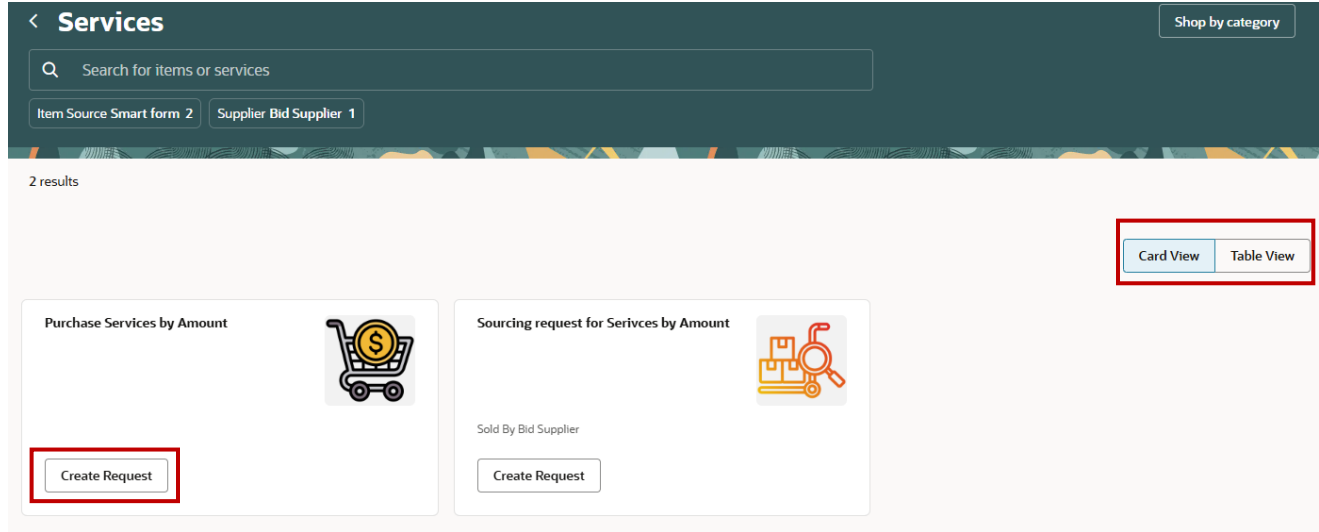 Services
Shop by category
Search for items or services
Item Source Smart form 2
Supplier Bid Supplier 1
2 results
Card View
Table View
Purchase Services by Amount
Sourcing request for Serivces by Amount
Sold By Bid Supplier
Create Request
Create Request